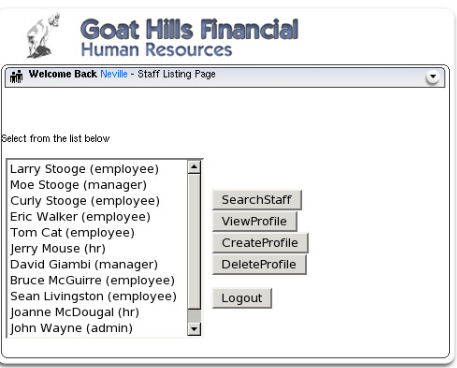 Goat Hills Financial
Human Resources
Welcome Back Neville - Staff Listing Page
Select from the list below
Larry Stooge (employee)
Moe Stooge (manager)
Curly Stooge (employee)
Eric Walker (employee)
Tom Cat (employee)
Jerry Mouse (hr)
David Giambi (manager)
Bruce McGuirre (employee)
Sean Livingston (employee)
Joanne McDougal (hr)
John Wayne (admin)
SearchStaff
ViewProfile
CreateProfile
DeleteProfile
Logout